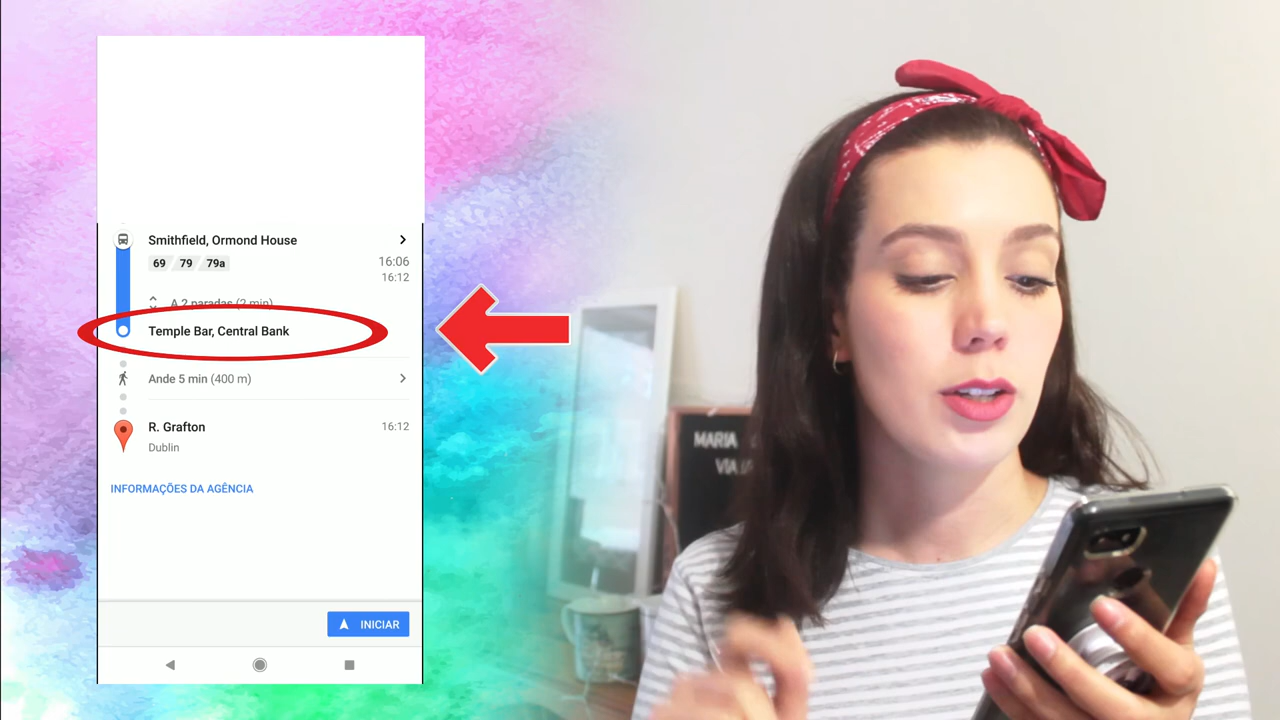 Smithfield, Ormond House
69 79 79a
16:06
16:12
A 2 paradas (2 min)
Temple Bar, Central Bank
Ande 5 min (400 m)
R. Grafton
16:12
Dublin
INFORMAÇÕES DA AGÊNCIA
INICIAR
MARIA